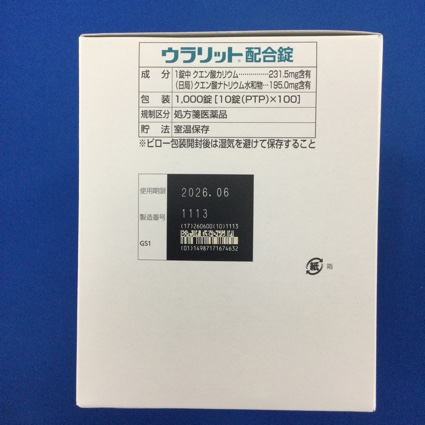 ウラリット®配合錠
成分 1錠中 クエン酸カリウム……………231.5mg含有
(日局)クエン酸ナトリウム水和物…195.0mg含有
包装 1,000錠[10錠(PTP)×100]
規制区分 処方箋医薬品
貯法 室温保存
※ピロー包装開封後は湿気を避けて保存すること
使用期限 2026.06
製造番号 1113
(17)260600(10)1113
GS1
(01)14987171674632
紙 箱